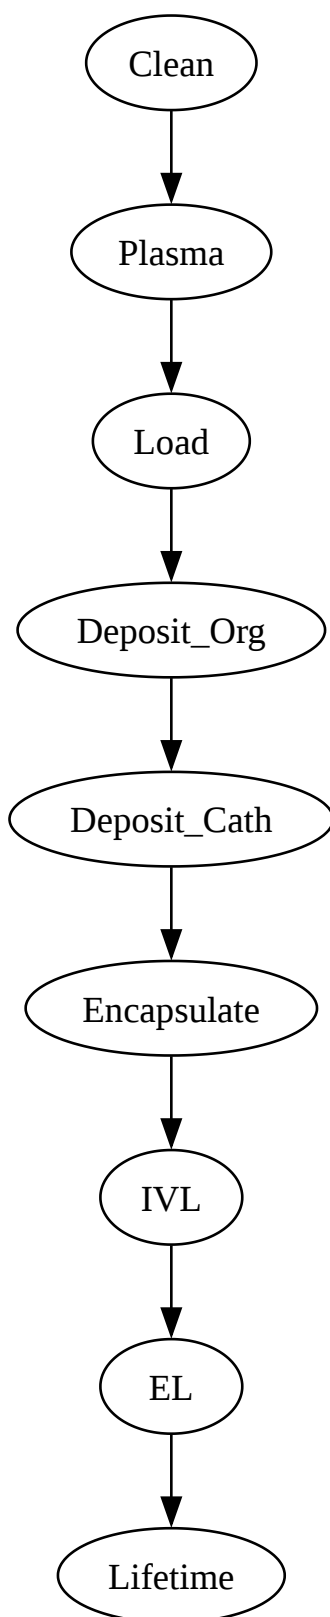 Clean
Plasma
Load
Deposit_Org
Deposit_Cath
Encapsulate
IVL
EL
Lifetime